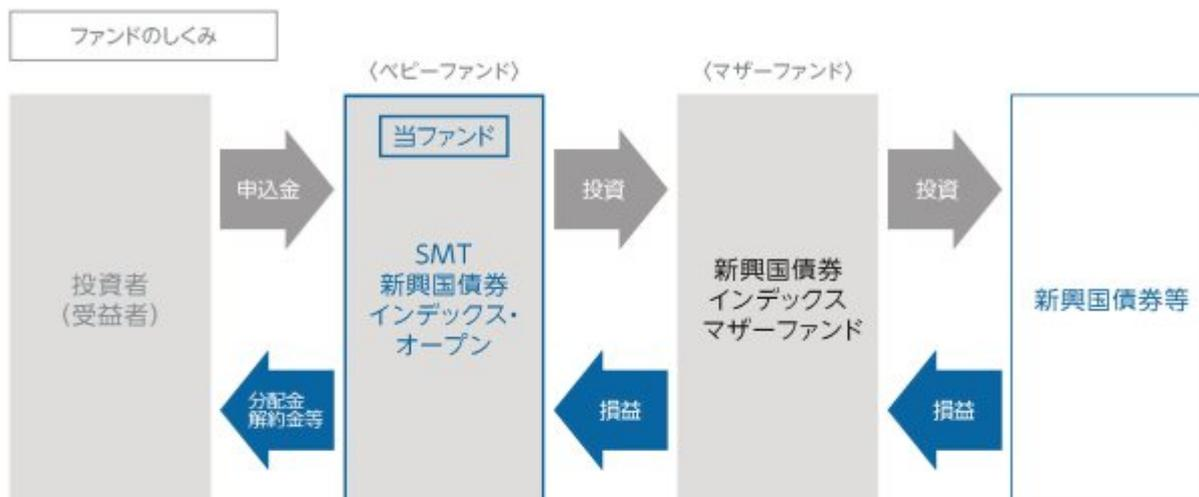 ファンドのしくみ
〈ベビーファンド〉
〈マザーファンド〉
投資者
(受益者)
申込金
分配金
解約金等
当ファンド
SMT
新興国債券
インデックス・
オープン
投資
損益
新興国債券
インデックス
マザーファンド
投資
損益
新興国債券等